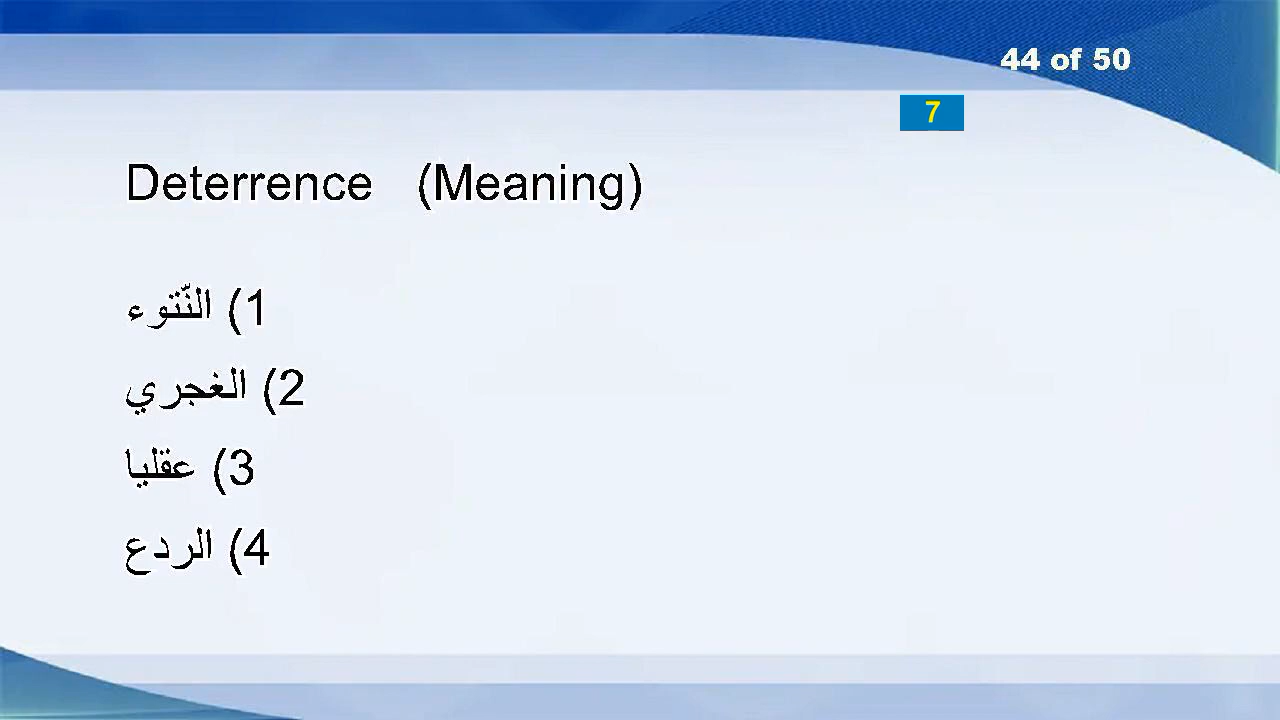 44 of 50
7
Deterrence (Meaning)
1) النّتوء
2) الغجري
3) عقليا
4) الردع